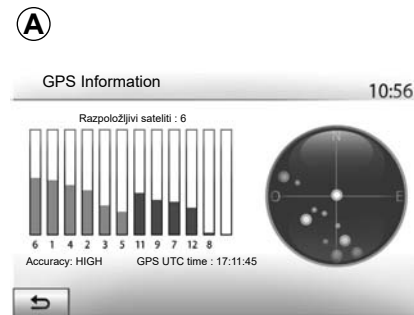 A
GPS Information
10:56
Razpoložljivi sateliti : 6
N
O
E
6 1 4 2 3 5 11 9 7 12 8
Accuracy: HIGH
GPS UTC time : 17:11:45